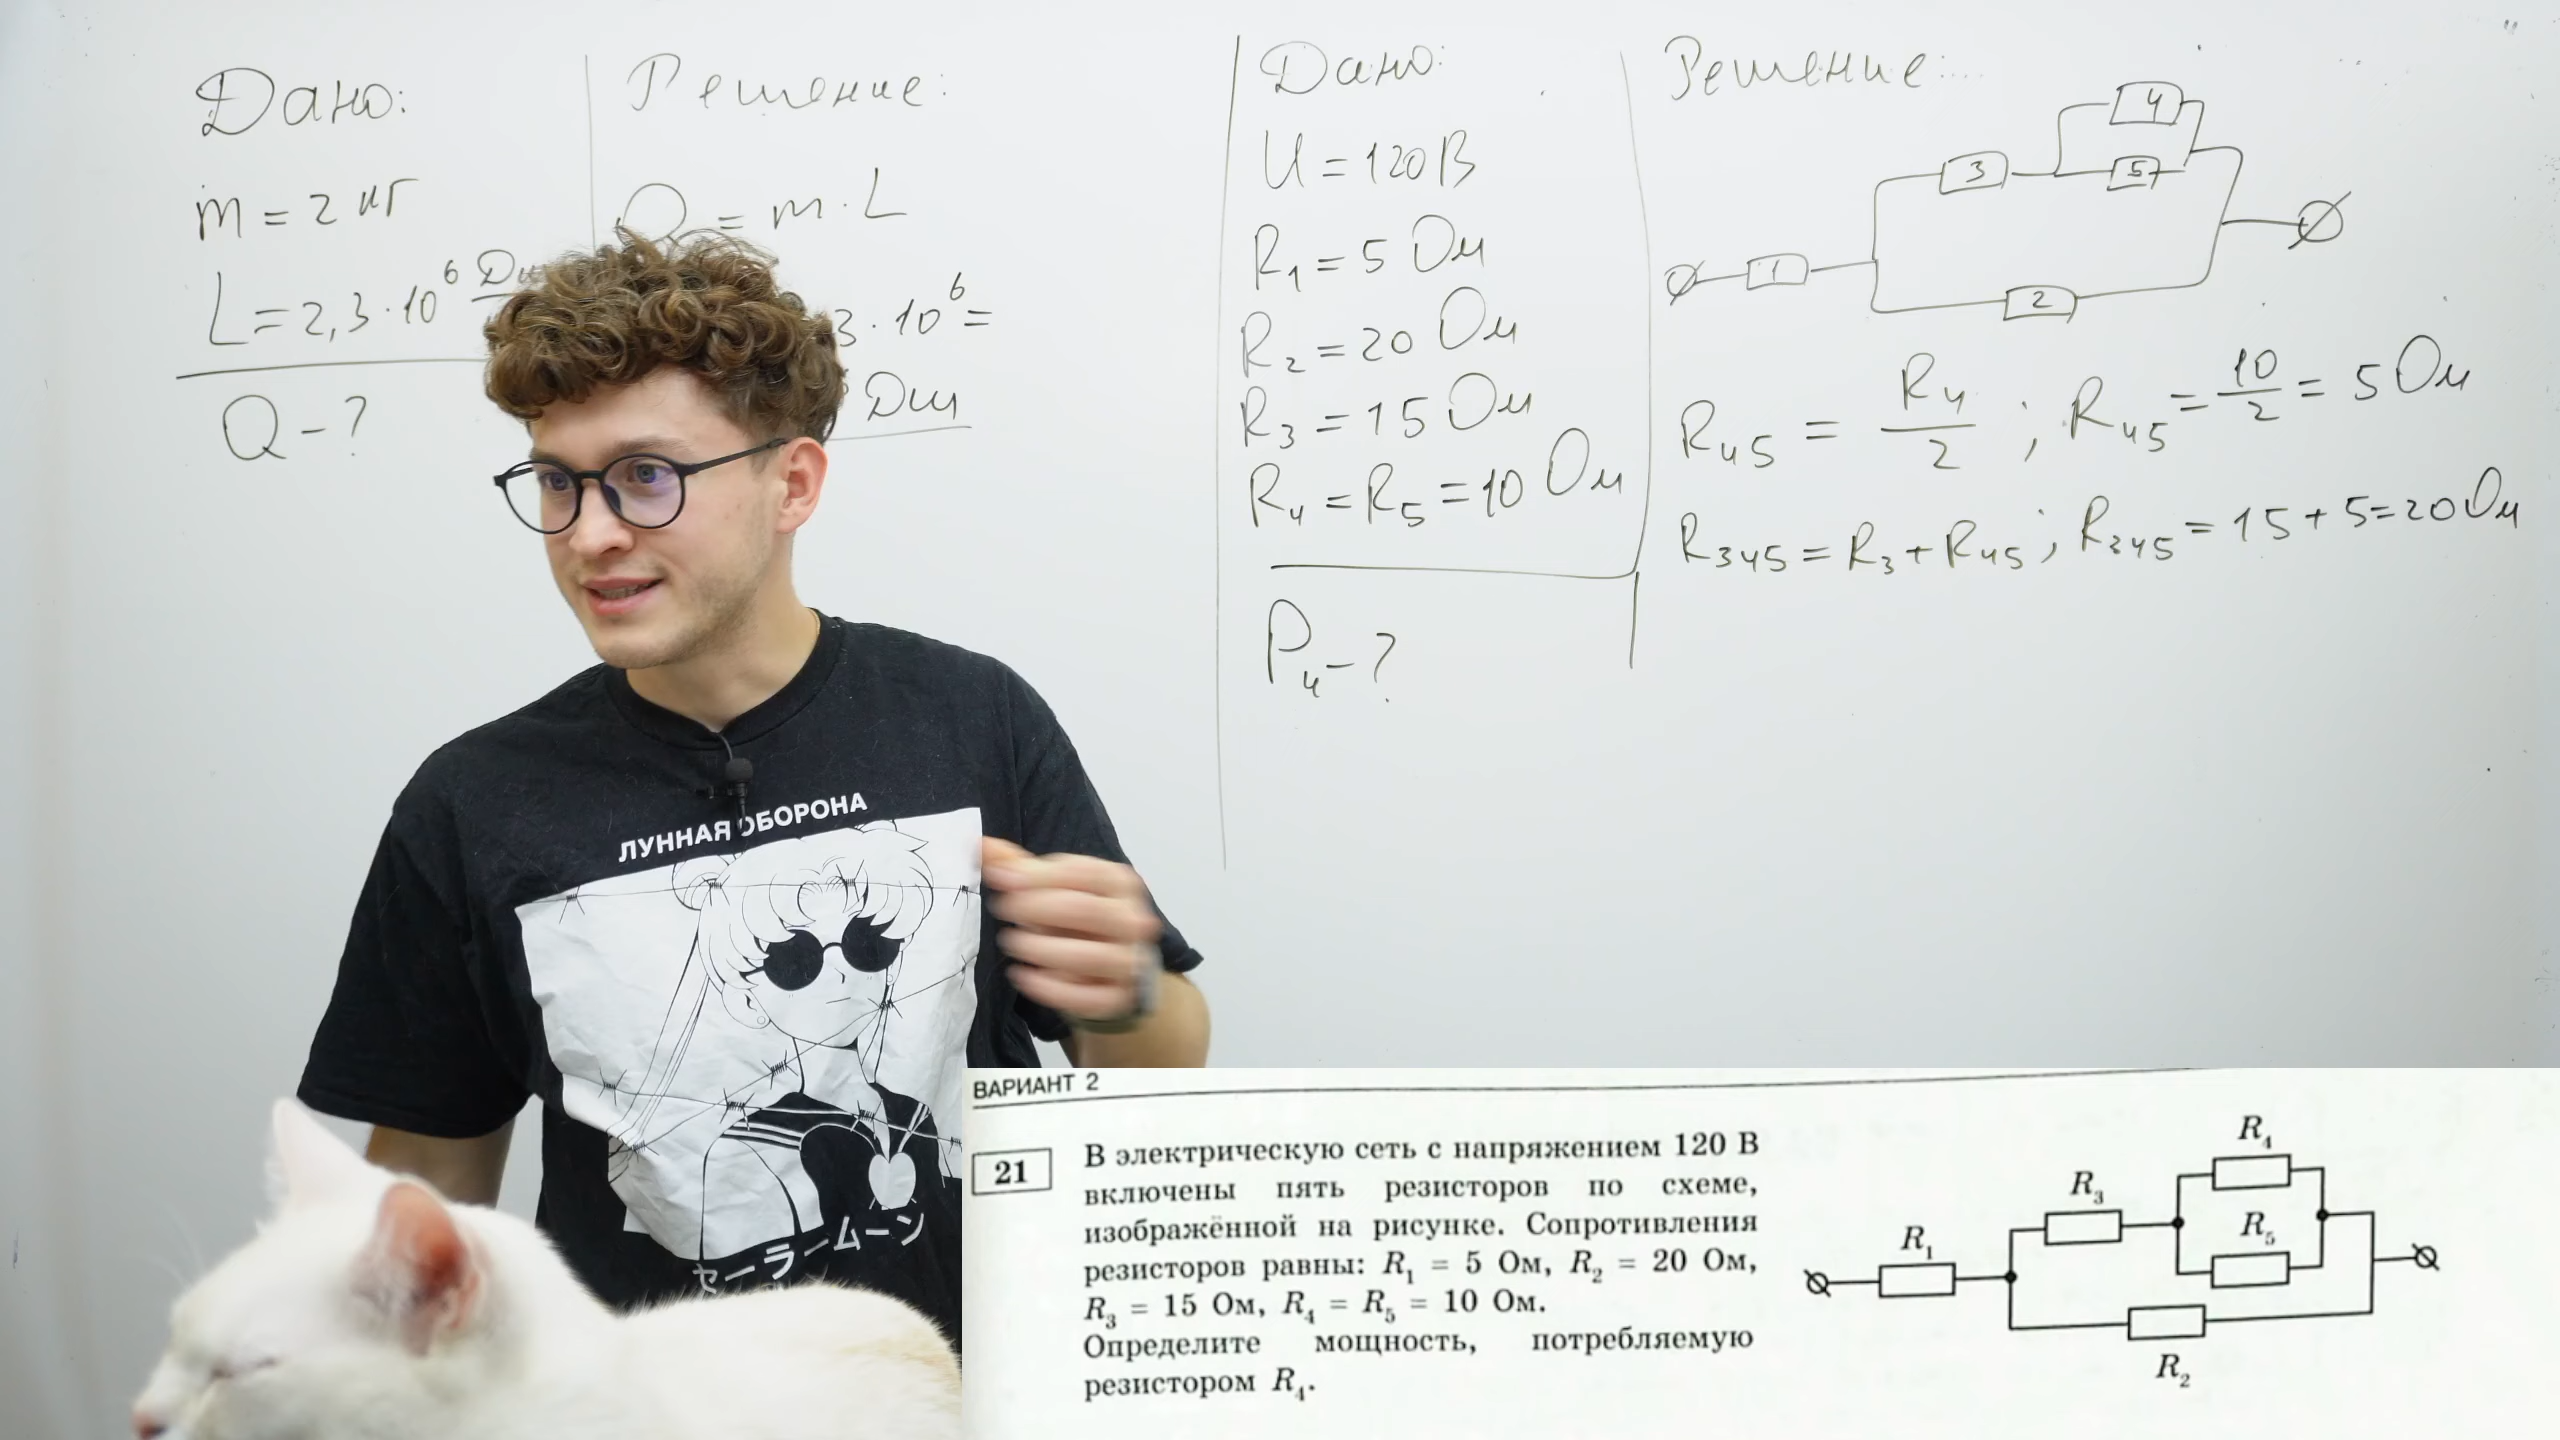 Дано:
m = 2 кг
L = 2,3 · 10⁶ Дж
Q - ?
Решение:
Q = m · L
3 · 10⁶ =
Дж
Дано:
U = 120 В
R₁ = 5 Ом
R₂ = 20 Ом
R₃ = 15 Ом
R₄ = R₅ = 10 Ом
P₄ - ?
Решение:
4
3
5
1
2
R₄₅ = R₄/2 ; R₄₅ = 10/2 = 5 Ом
R₃₄₅ = R₃ + R₄₅ ; R₃₄₅ = 15 + 5 = 20 Ом
ЛУННАЯ ОБОРОНА
セーラームーン
ВАРИАНТ 2
21
В электрическую сеть с напряжением 120 В
включены пять резисторов по схеме,
изображённой на рисунке. Сопротивления
резисторов равны: R₁ = 5 Ом, R₂ = 20 Ом,
R₃ = 15 Ом, R₄ = R₅ = 10 Ом.
Определите мощность, потребляемую
резистором R₄.
R₄
R₃
R₅
R₁
R₂